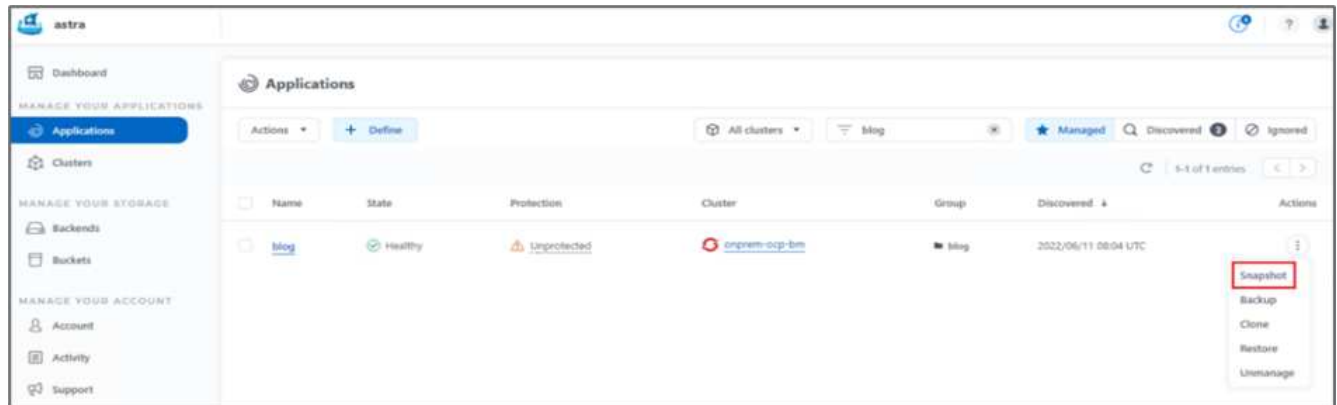 astra
?
Dashboard
MANAGE YOUR APPLICATIONS
Applications
Clusters
MANAGE YOUR STORAGE
Backends
Buckets
MANAGE YOUR ACCOUNT
Account
Activity
Support
Applications
Actions
+ Define
All clusters
blog
Managed
Discovered 3
Ignored
1-1 of 1 entries
< >
Name State Protection Cluster Group Discovered Actions
blog Healthy Unprotected onprem-ocp-bm blog 2022/06/11 08:04 UTC
Snapshot
Backup
Clone
Restore
Unmanage